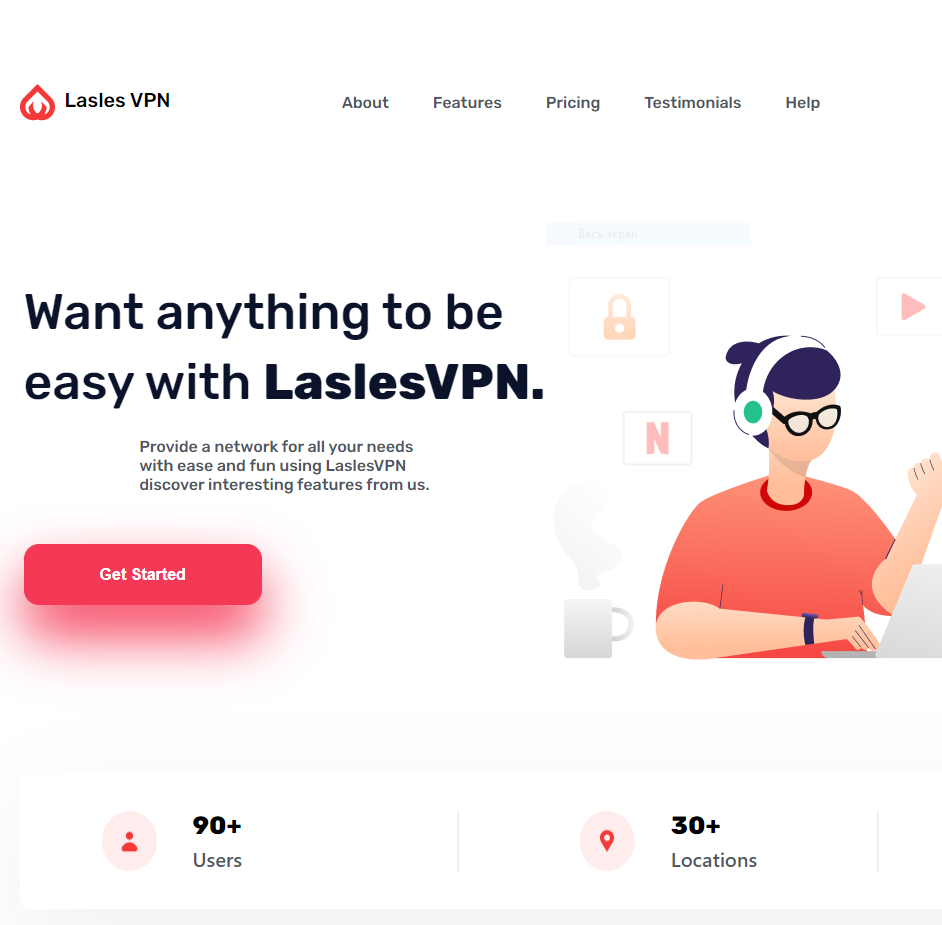 Lasles VPN
About Features Pricing Testimonials Help
Весь экран
Want anything to be
easy with LaslesVPN.
Provide a network for all your needs
with ease and fun using LaslesVPN
discover interesting features from us.
Get Started
N
90+
Users
30+
Locations